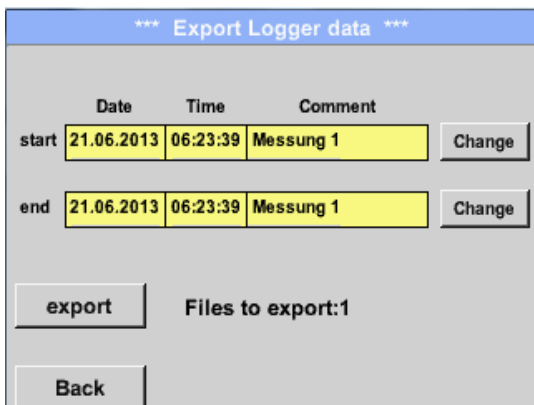 *** Export Logger data ***
Date Time Comment
start 21.06.2013 06:23:39 Messung 1 Change
end 21.06.2013 06:23:39 Messung 1 Change
export Files to export:1
Back